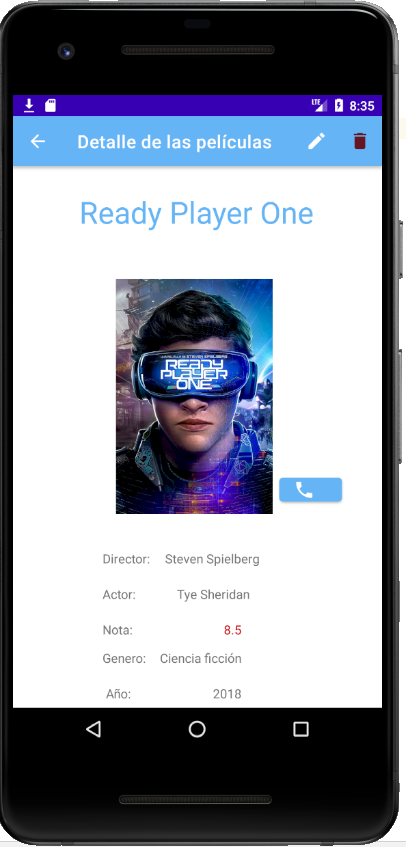 LTE 8:35
Detalle de las películas
Ready Player One
READY
PLAYER
ONE
Director: Steven Spielberg
Actor: Tye Sheridan
Nota: 8.5
Genero: Ciencia ficción
Año: 2018